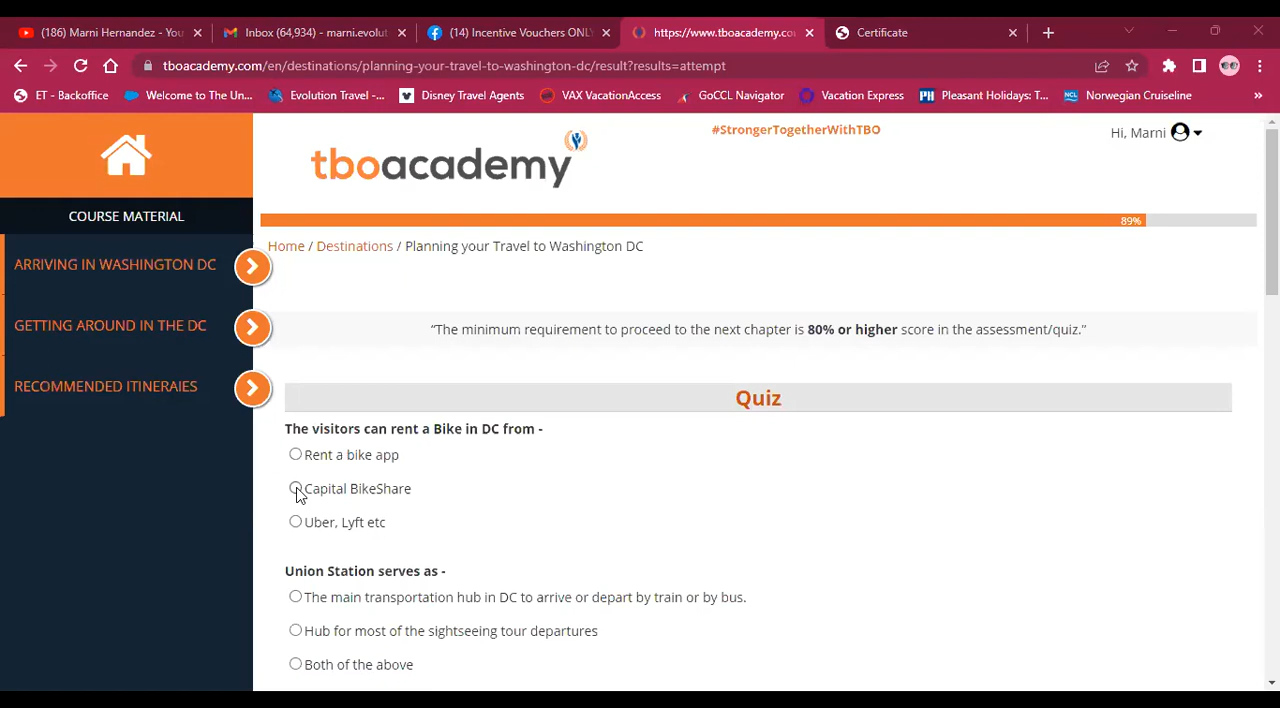 (186) Marni Hernandez - You
Inbox (64,934) - marni.evolut
(14) Incentive Vouchers ONLY
https://www.tboacademy.co
Certificate
tboacademy.com/en/destinations/planning-your-travel-to-washington-dc/result?results=attempt
ET - Backoffice
Welcome to The Un...
Evolution Travel -...
Disney Travel Agents
VAX VacationAccess
GoCCL Navigator
Vacation Express
Pleasant Holidays: T...
Norwegian Cruiseline
»
#StrongerTogetherWithTBO
Hi, Marni
tboacademy
COURSE MATERIAL
89%
Home / Destinations / Planning your Travel to Washington DC
ARRIVING IN WASHINGTON DC
GETTING AROUND IN THE DC
RECOMMENDED ITINERAIES
“The minimum requirement to proceed to the next chapter is 80% or higher score in the assessment/quiz.”
Quiz
The visitors can rent a Bike in DC from -
Rent a bike app
Capital BikeShare
Uber, Lyft etc
Union Station serves as -
The main transportation hub in DC to arrive or depart by train or by bus.
Hub for most of the sightseeing tour departures
Both of the above